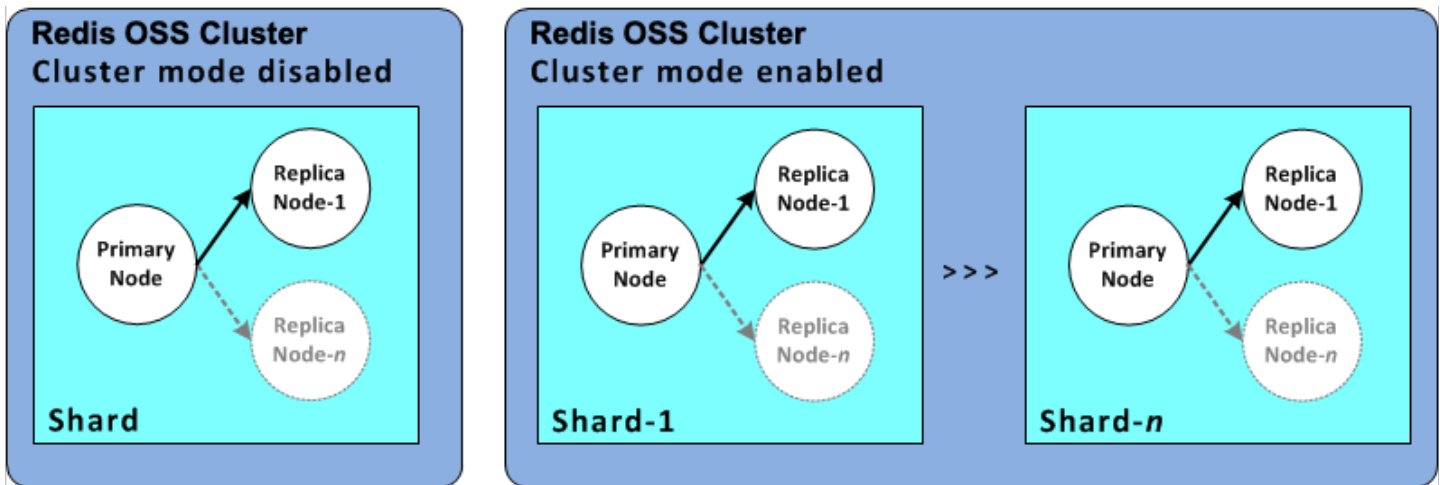 Redis OSS Cluster
Cluster mode disabled
Replica
Node-1
Primary
Node
Replica
Node-n
Shard
Redis OSS Cluster
Cluster mode enabled
Replica
Node-1
Primary
Node
Replica
Node-n
Shard-1
> > >
Replica
Node-1
Primary
Node
Replica
Node-n
Shard-n